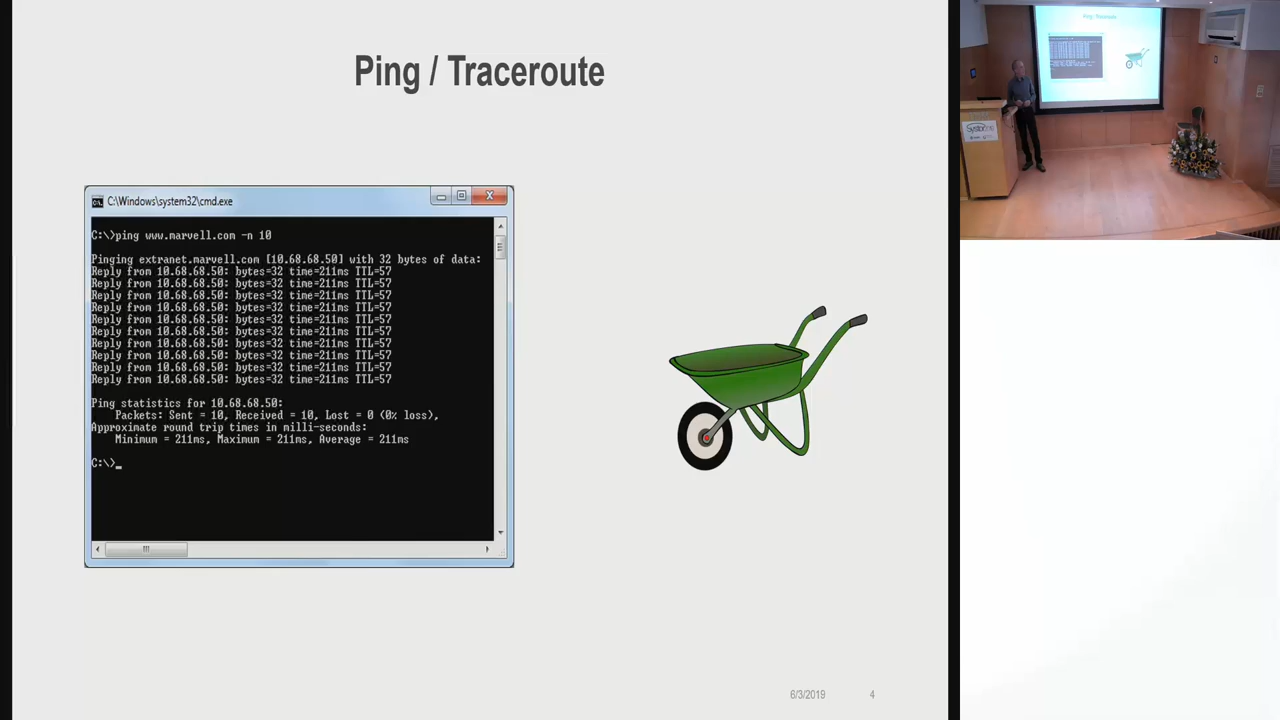 Ping / Traceroute
C:\Windows\system32\cmd.exe
C:\>ping www.marvell.com -n 10
Pinging extranet.marvell.com [10.68.68.50] with 32 bytes of data:
Reply from 10.68.68.50: bytes=32 time=211ms TTL=57
Reply from 10.68.68.50: bytes=32 time=211ms TTL=57
Reply from 10.68.68.50: bytes=32 time=211ms TTL=57
Reply from 10.68.68.50: bytes=32 time=211ms TTL=57
Reply from 10.68.68.50: bytes=32 time=211ms TTL=57
Reply from 10.68.68.50: bytes=32 time=211ms TTL=57
Reply from 10.68.68.50: bytes=32 time=211ms TTL=57
Reply from 10.68.68.50: bytes=32 time=211ms TTL=57
Reply from 10.68.68.50: bytes=32 time=211ms TTL=57
Reply from 10.68.68.50: bytes=32 time=211ms TTL=57
Ping statistics for 10.68.68.50:
Packets: Sent = 10, Received = 10, Lost = 0 (0% loss),
Approximate round trip times in milli-seconds:
Minimum = 211ms, Maximum = 211ms, Average = 211ms
C:\>_
6/3/2019 4
Ping / Traceroute